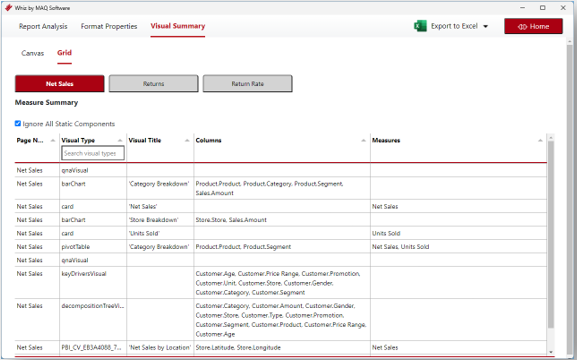 Whiz by MAQ Software
Report Analysis Format Properties Visual Summary Export to Excel Home
Canvas Grid
Net Sales Returns Return Rate
Measure Summary
Ignore All Static Components
Page N... Visual Type Visual Title Columns Measures
Search visual types
Net Sales qnaVisual
Net Sales barChart 'Category Breakdown' Product.Product, Product.Category, Product.Segment,
Sales.Amount
Net Sales card 'Net Sales' Net Sales
Net Sales barChart 'Store Breakdown' Store.Store, Sales.Amount
Net Sales card 'Units Sold' Units Sold
Net Sales pivotTable 'Category Breakdown' Product.Product, Product.Segment Net Sales, Units Sold
Net Sales qnaVisual
Net Sales keyDriversVisual Customer.Age, Customer.Price Range, Customer.Promotion,
Customer.Unit, Customer.Store, Customer.Gender,
Customer.Category, Customer.Segment
Net Sales decompositionTreeVi... Customer.Category, Customer.Amount, Customer.Gender,
Customer.Store, Customer.Type, Customer.Promotion,
Customer.Segment, Customer.Product, Customer.Price Range,
Customer.Age
Net Sales PBI_CV_EB3A4088_7... 'Net Sales by Location' Store.Latitude, Store.Longitude Net Sales